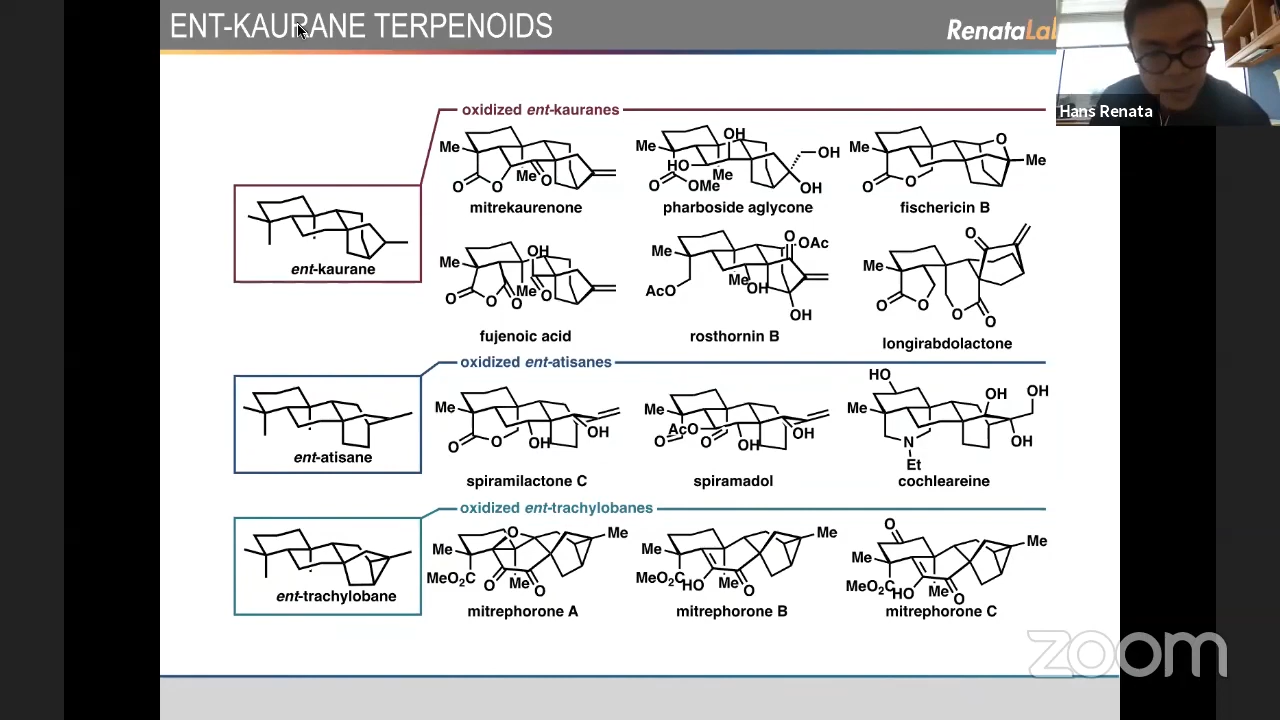 ENT-KAURANE TERPENOIDS
RenataLab
Hans Renata
oxidized ent-kauranes
ent-kaurane
Me
O
O
Me
O
mitrekaurenone
Me
OH
HO
O
OMe
Me
OH
OH
pharboside aglycone
Me
O
O
O
Me
fischericin B
Me
OH
O
O
O
Me
O
fujenoic acid
Me
AcO
O
OAc
Me
OH
OH
rosthornin B
Me
O
O
O
O
O
longirabdolactone
oxidized ent-atisanes
ent-atisane
Me
O
O
OH
OH
spiramilactone C
Me
AcO
O
O
OH
OH
spiramadol
HO
Me
N
Et
OH
OH
OH
cochleareine
oxidized ent-trachylobanes
ent-trachylobane
Me
O
Me
MeO2C
O
Me
O
mitrephorone A
Me
Me
MeO2C
HO
Me
O
mitrephorone B
O
Me
Me
MeO2C
HO
Me
O
mitrephorone C
zoom